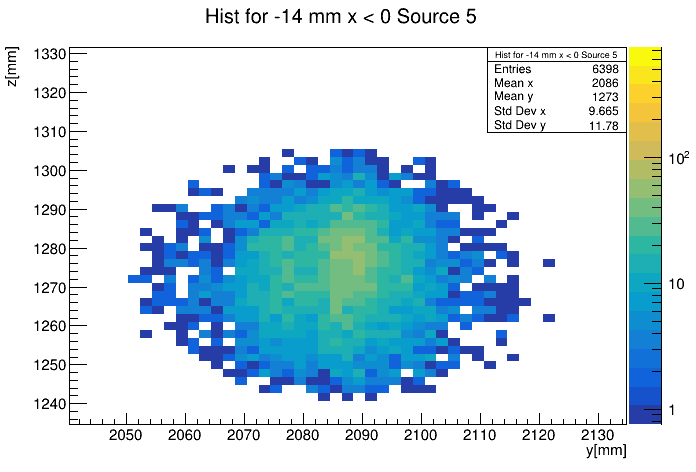 Hist for -14 mm x < 0 Source 5
z[mm]
1330
1320
1310
1300
1290
1280
1270
1260
1250
1240
Hist for -14 mm x < 0 Source 5
Entries 6398
Mean x 2086
Mean y 1273
Std Dev x 9.665
Std Dev y 11.78
10²
10
1
2050 2060 2070 2080 2090 2100 2110 2120 2130
y[mm]